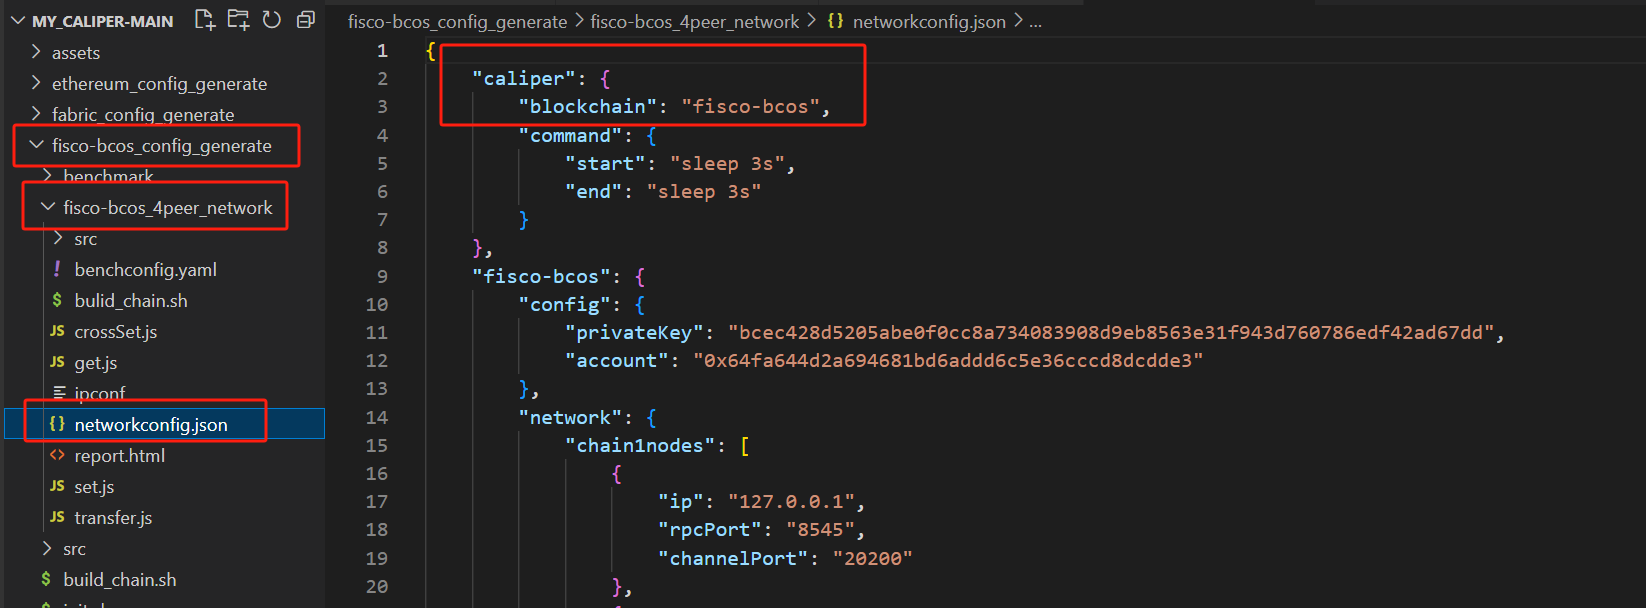 MY_CALIPER-MAIN
assets
ethereum_config_generate
fabric_config_generate
fisco-bcos_config_generate
benchmark
fisco-bcos_4peer_network
src
! benchconfig.yaml
$ bulid_chain.sh
JS crossSet.js
JS get.js
ipconf
{} networkconfig.json
<> report.html
JS set.js
JS transfer.js
src
$ build_chain.sh
fisco-bcos_config_generate > fisco-bcos_4peer_network > {} networkconfig.json > ...
1 {
2 "caliper": {
3 "blockchain": "fisco-bcos",
4 "command": {
5 "start": "sleep 3s",
6 "end": "sleep 3s"
7 }
8 },
9 "fisco-bcos": {
10 "config": {
11 "privateKey": "bcec428d5205abe0f0cc8a734083908d9eb8563e31f943d760786edf42ad67dd",
12 "account": "0x64fa644d2a694681bd6addd6c5e36cccd8dcdde3"
13 },
14 "network": {
15 "chain1nodes": [
16 {
17 "ip": "127.0.0.1",
18 "rpcPort": "8545",
19 "channelPort": "20200"
20 },